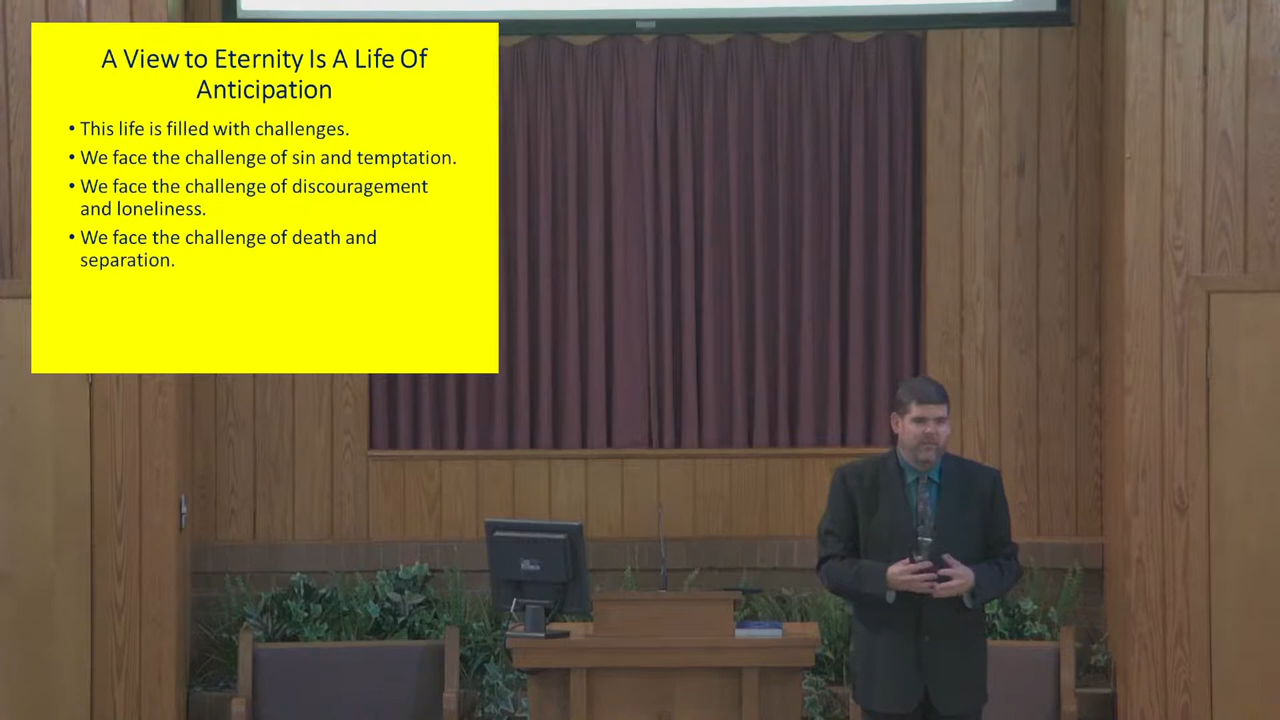 A View to Eternity Is A Life Of
Anticipation
• This life is filled with challenges.
• We face the challenge of sin and temptation.
• We face the challenge of discouragement
and loneliness.
• We face the challenge of death and
separation.